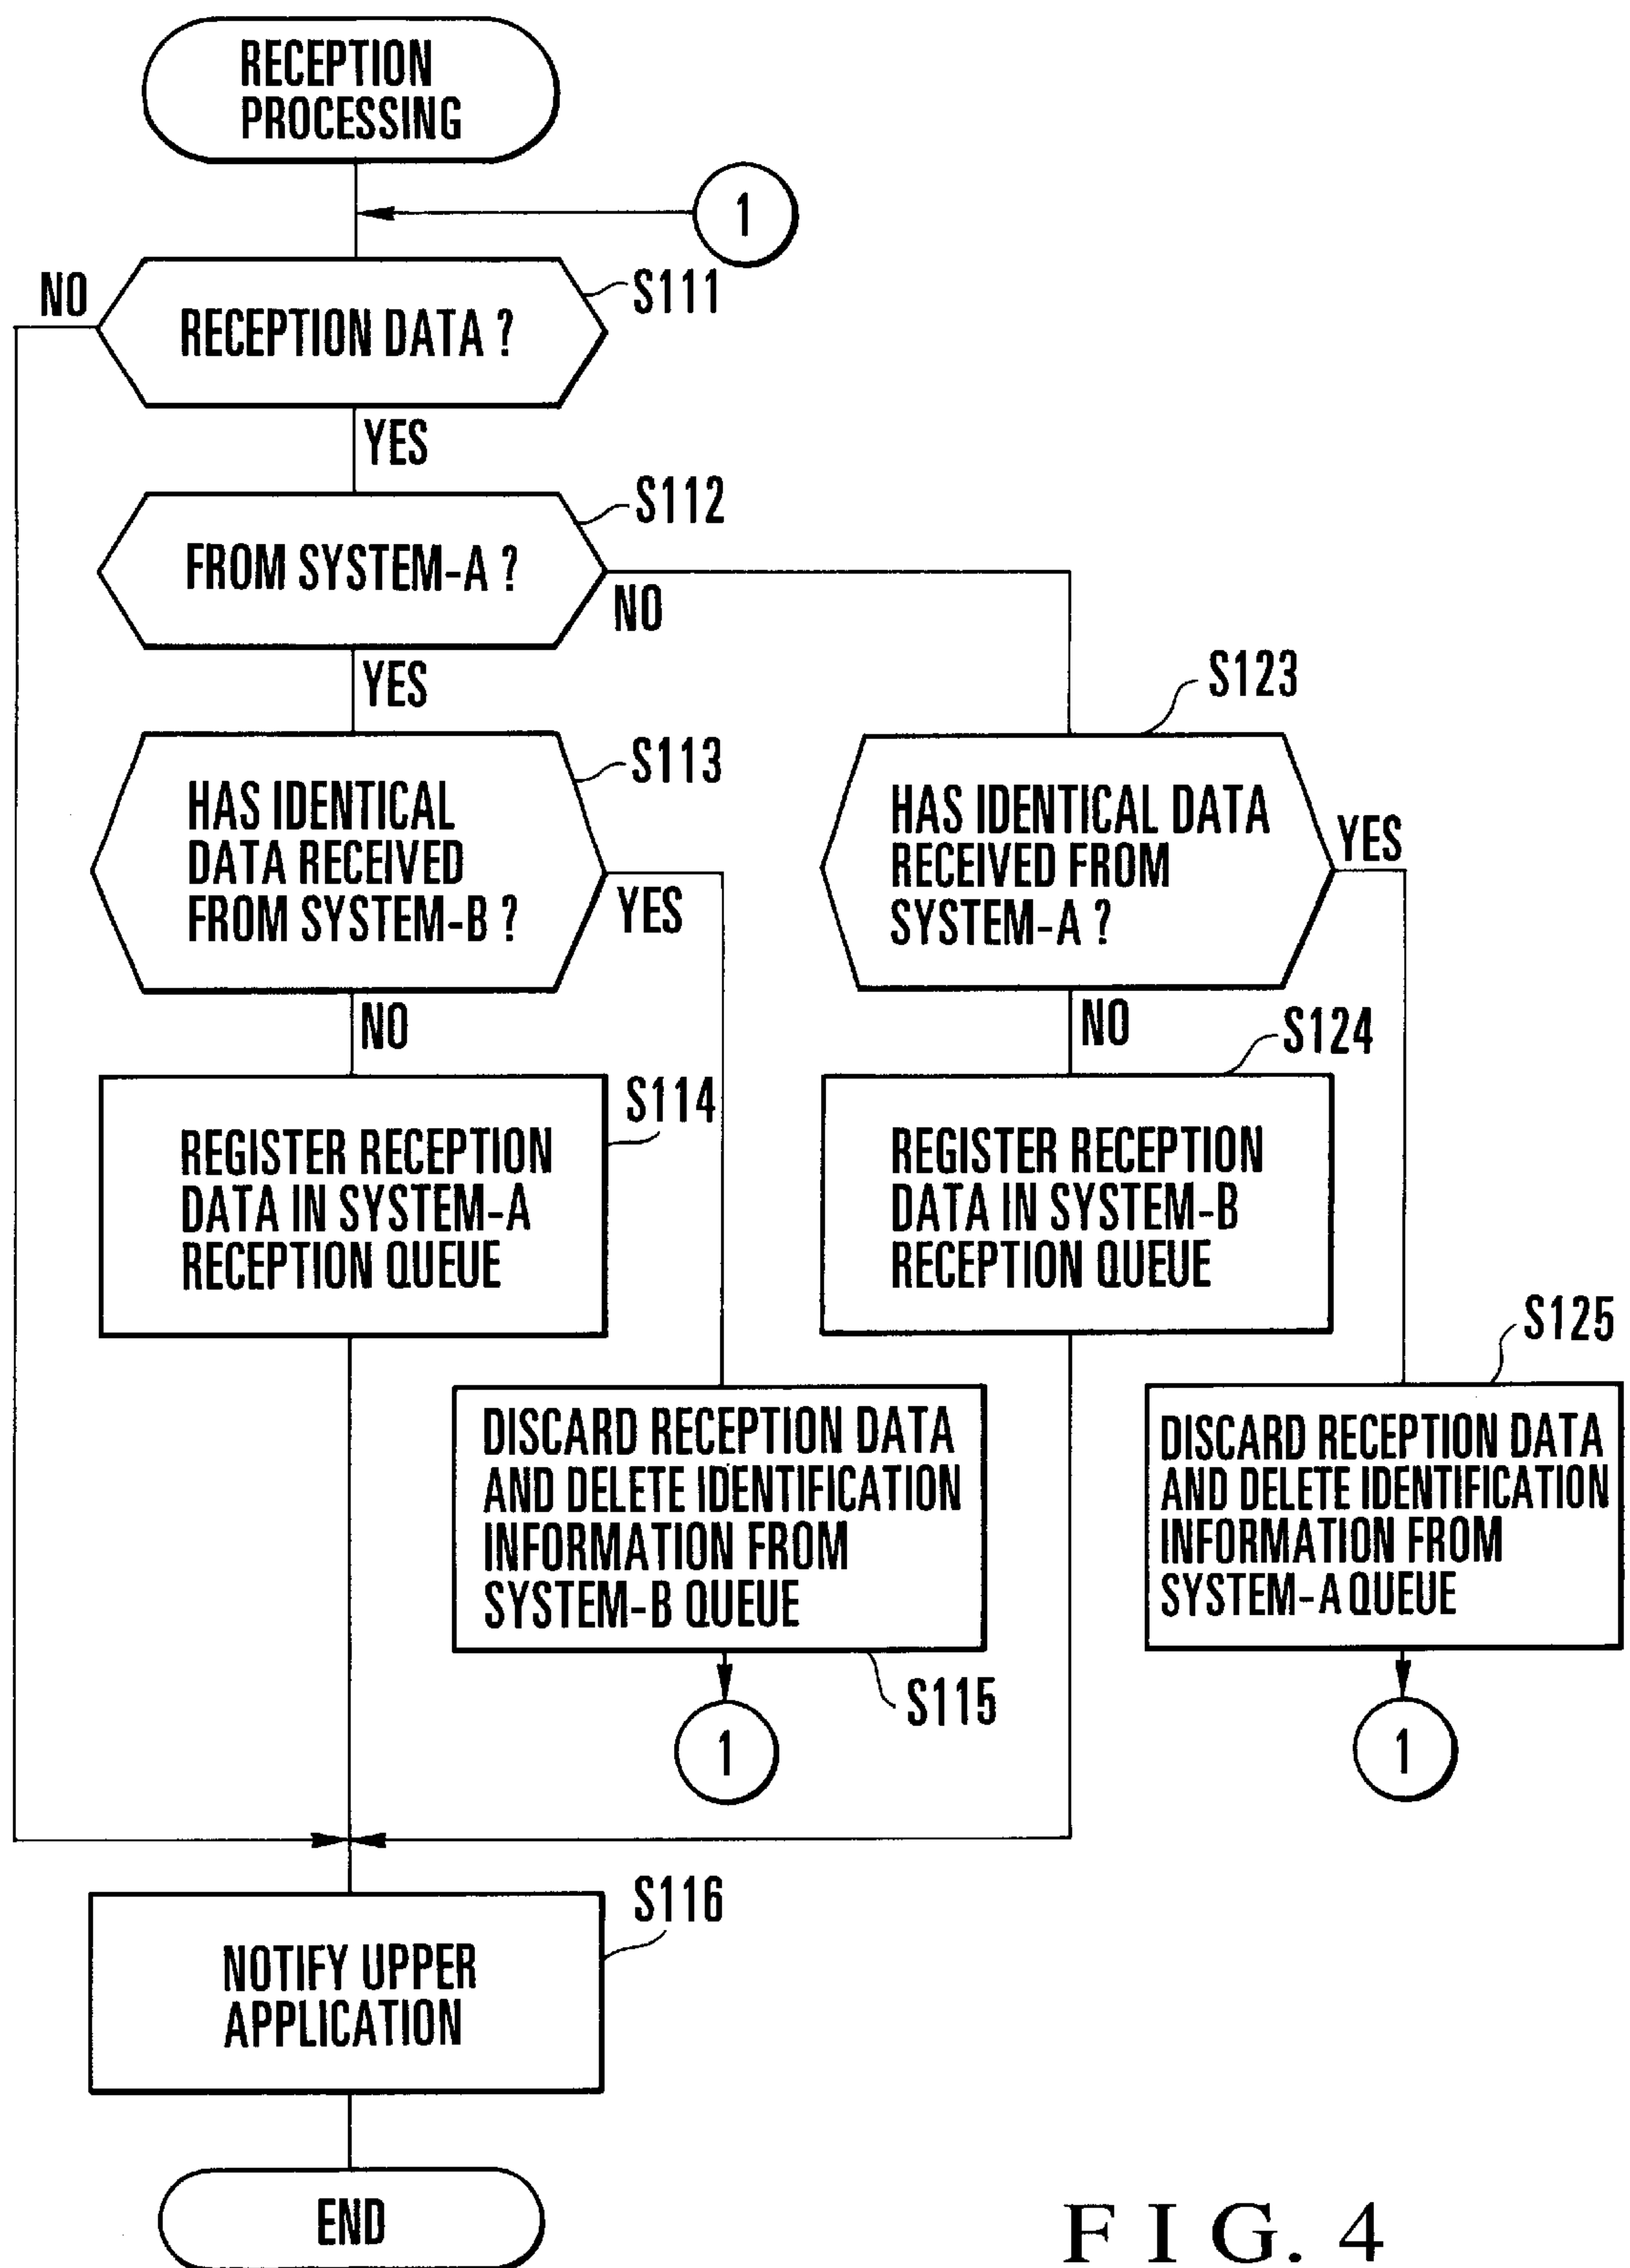 RECEPTION
PROCESSING
1
NO
S111
RECEPTION DATA ?
YES
S112
FROM SYSTEM-A ?
NO
YES
S123
S113
HAS IDENTICAL
DATA RECEIVED
FROM SYSTEM-B ?
YES
HAS IDENTICAL DATA
RECEIVED FROM
SYSTEM-A ?
YES
NO
NO
S124
S114
REGISTER RECEPTION
DATA IN SYSTEM-A
RECEPTION QUEUE
REGISTER RECEPTION
DATA IN SYSTEM-B
RECEPTION QUEUE
S125
DISCARD RECEPTION DATA
AND DELETE IDENTIFICATION
INFORMATION FROM
SYSTEM-B QUEUE
DISCARD RECEPTION DATA
AND DELETE IDENTIFICATION
INFORMATION FROM
SYSTEM-A QUEUE
S115
1
1
S116
NOTIFY UPPER
APPLICATION
END
FIG. 4